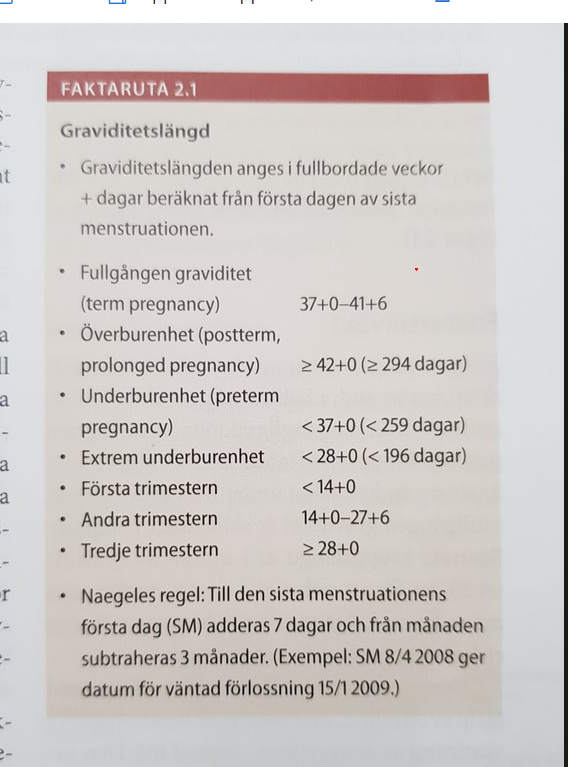 FAKTARUTA 2.1
Graviditetslängd
• Graviditetslängden anges i fullbordade veckor
+ dagar beräknat från första dagen av sista
menstruationen.
• Fullgången graviditet
(term pregnancy) 37+0–41+6
• Överburenhet (postterm,
prolonged pregnancy) ≥ 42+0 (≥ 294 dagar)
• Underburenhet (preterm
pregnancy) < 37+0 (< 259 dagar)
• Extrem underburenhet < 28+0 (< 196 dagar)
• Första trimestern < 14+0
• Andra trimestern 14+0–27+6
• Tredje trimestern ≥ 28+0
• Naegeles regel: Till den sista menstruationens
första dag (SM) adderas 7 dagar och från månaden
subtraheras 3 månader. (Exempel: SM 8/4 2008 ger
datum för väntad förlossning 15/1 2009.)